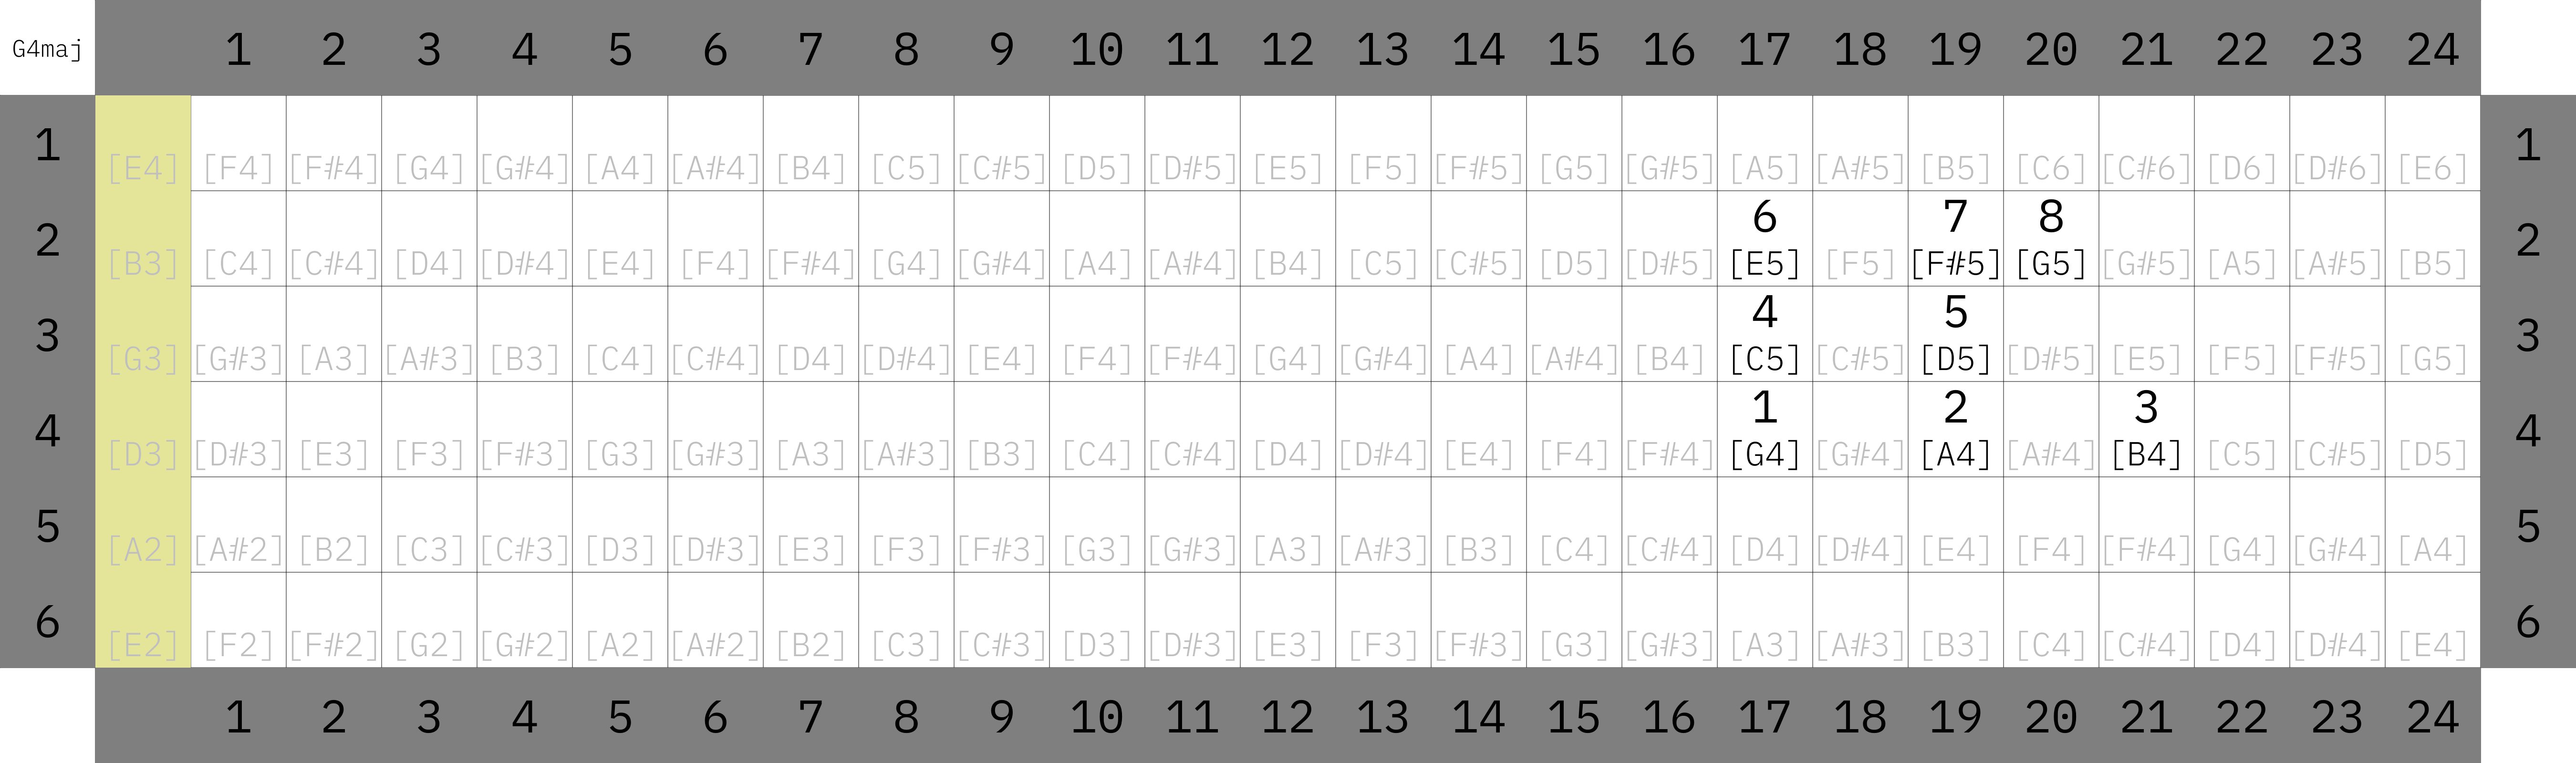 G4maj 1 2 3 4 5 6 7 8 9 10 11 12 13 14 15 16 17 18 19 20 21 22 23 24
1 [E4] [F4] [F#4] [G4] [G#4] [A4] [A#4] [B4] [C5] [C#5] [D5] [D#5] [E5] [F5] [F#5] [G5] [G#5] [A5] [A#5] [B5] [C6] [C#6] [D6] [D#6] [E6] 1
6 7 8
2 [B3] [C4] [C#4] [D4] [D#4] [E4] [F4] [F#4] [G4] [G#4] [A4] [A#4] [B4] [C5] [C#5] [D5] [D#5] [E5] [F5] [F#5] [G5] [G#5] [A5] [A#5] [B5] 2
4 5
3 [G3] [G#3] [A3] [A#3] [B3] [C4] [C#4] [D4] [D#4] [E4] [F4] [F#4] [G4] [G#4] [A4] [A#4] [B4] [C5] [C#5] [D5] [D#5] [E5] [F5] [F#5] [G5] 3
1 2 3
4 [D3] [D#3] [E3] [F3] [F#3] [G3] [G#3] [A3] [A#3] [B3] [C4] [C#4] [D4] [D#4] [E4] [F4] [F#4] [G4] [G#4] [A4] [A#4] [B4] [C5] [C#5] [D5] 4
5 [A2] [A#2] [B2] [C3] [C#3] [D3] [D#3] [E3] [F3] [F#3] [G3] [G#3] [A3] [A#3] [B3] [C4] [C#4] [D4] [D#4] [E4] [F4] [F#4] [G4] [G#4] [A4] 5
6 [E2] [F2] [F#2] [G2] [G#2] [A2] [A#2] [B2] [C3] [C#3] [D3] [D#3] [E3] [F3] [F#3] [G3] [G#3] [A3] [A#3] [B3] [C4] [C#4] [D4] [D#4] [E4] 6
1 2 3 4 5 6 7 8 9 10 11 12 13 14 15 16 17 18 19 20 21 22 23 24